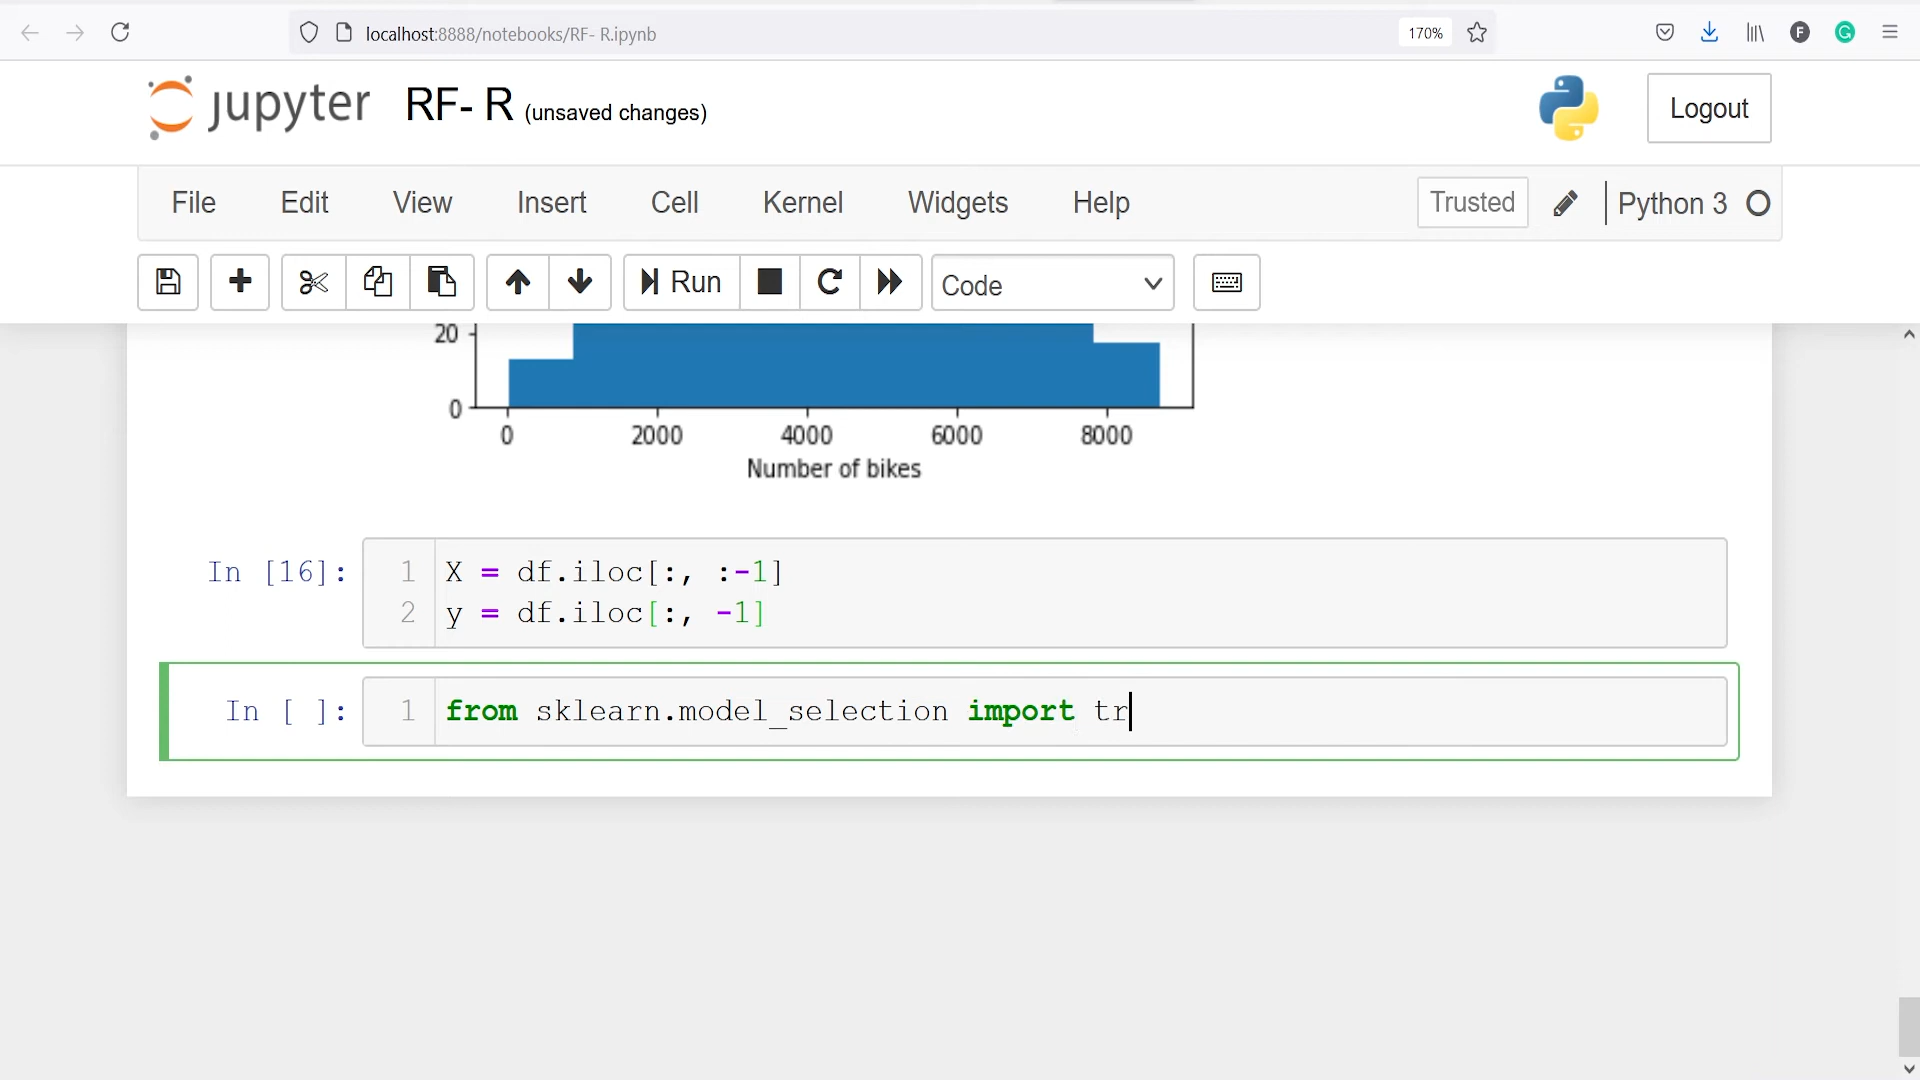 localhost:8888/notebooks/RF- R.ipynb
170%
F
G
jupyter RF- R (unsaved changes)
Logout
File Edit View Insert Cell Kernel Widgets Help
Trusted
Python 3
Run
Code
20
0
0 2000 4000 6000 8000
Number of bikes
In [16]:
1 X = df.iloc[:, :-1]
2 y = df.iloc[:, -1]
In [ ]:
1 from sklearn.model_selection import tr